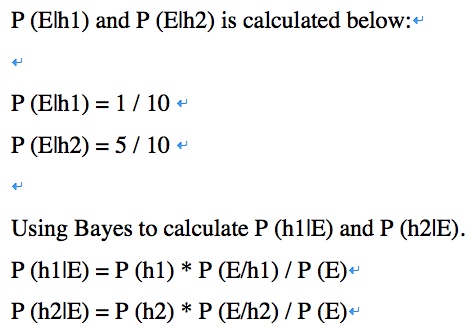 P (E|h1) and P (E|h2) is calculated below:↵
↵
P (E|h1) = 1 / 10 ↵
P (E|h2) = 5 / 10 ↵
↵
Using Bayes to calculate P (h1|E) and P (h2|E).
P (h1|E) = P (h1) * P (E/h1) / P (E)↵
P (h2|E) = P (h2) * P (E/h2) / P (E)↵